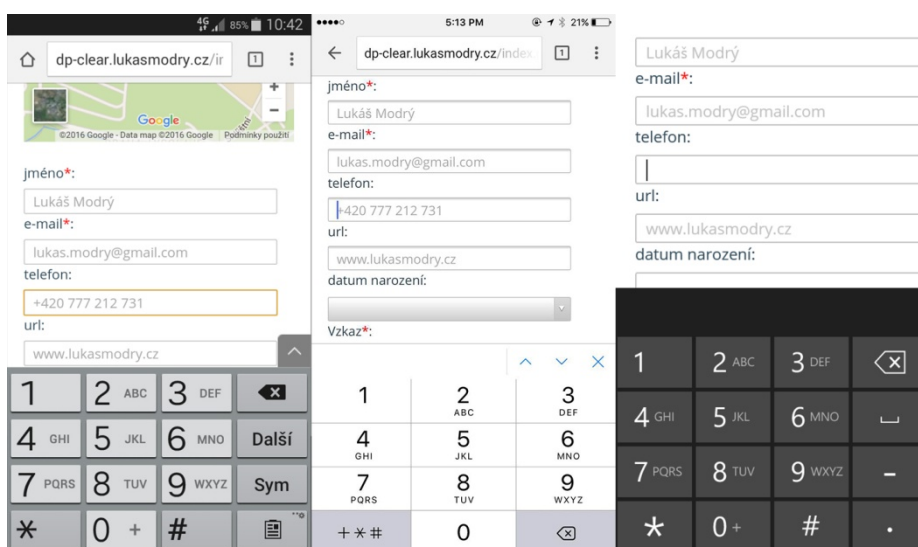 4G 85% 10:42
dp-clear.lukasmodry.cz/ir 1
Google
©2016 Google - Data map ©2016 Google Podmínky použití
jméno*:
Lukáš Modrý
e-mail*:
lukas.modry@gmail.com
telefon:
+420 777 212 731
url:
www.lukasmodry.cz
1 2 ABC 3 DEF
4 GHI 5 JKL 6 MNO Další
7 PQRS 8 TUV 9 WXYZ Sym
* 0 + #
5:13 PM 21%
dp-clear.lukasmodry.cz/index 1
jméno*:
Lukáš Modrý
e-mail*:
lukas.modry@gmail.com
telefon:
+420 777 212 731
url:
www.lukasmodry.cz
datum narození:
Vzkaz*:
1 2 3
ABC DEF
4 5 6
GHI JKL MNO
7 8 9
PQRS TUV WXYZ
+*# 0
Lukáš Modrý
e-mail*:
lukas.modry@gmail.com
telefon:
url:
www.lukasmodry.cz
datum narození:
1 2 ABC 3 DEF
4 GHI 5 JKL 6 MNO
7 PQRS 8 TUV 9 WXYZ -
* 0 + # .